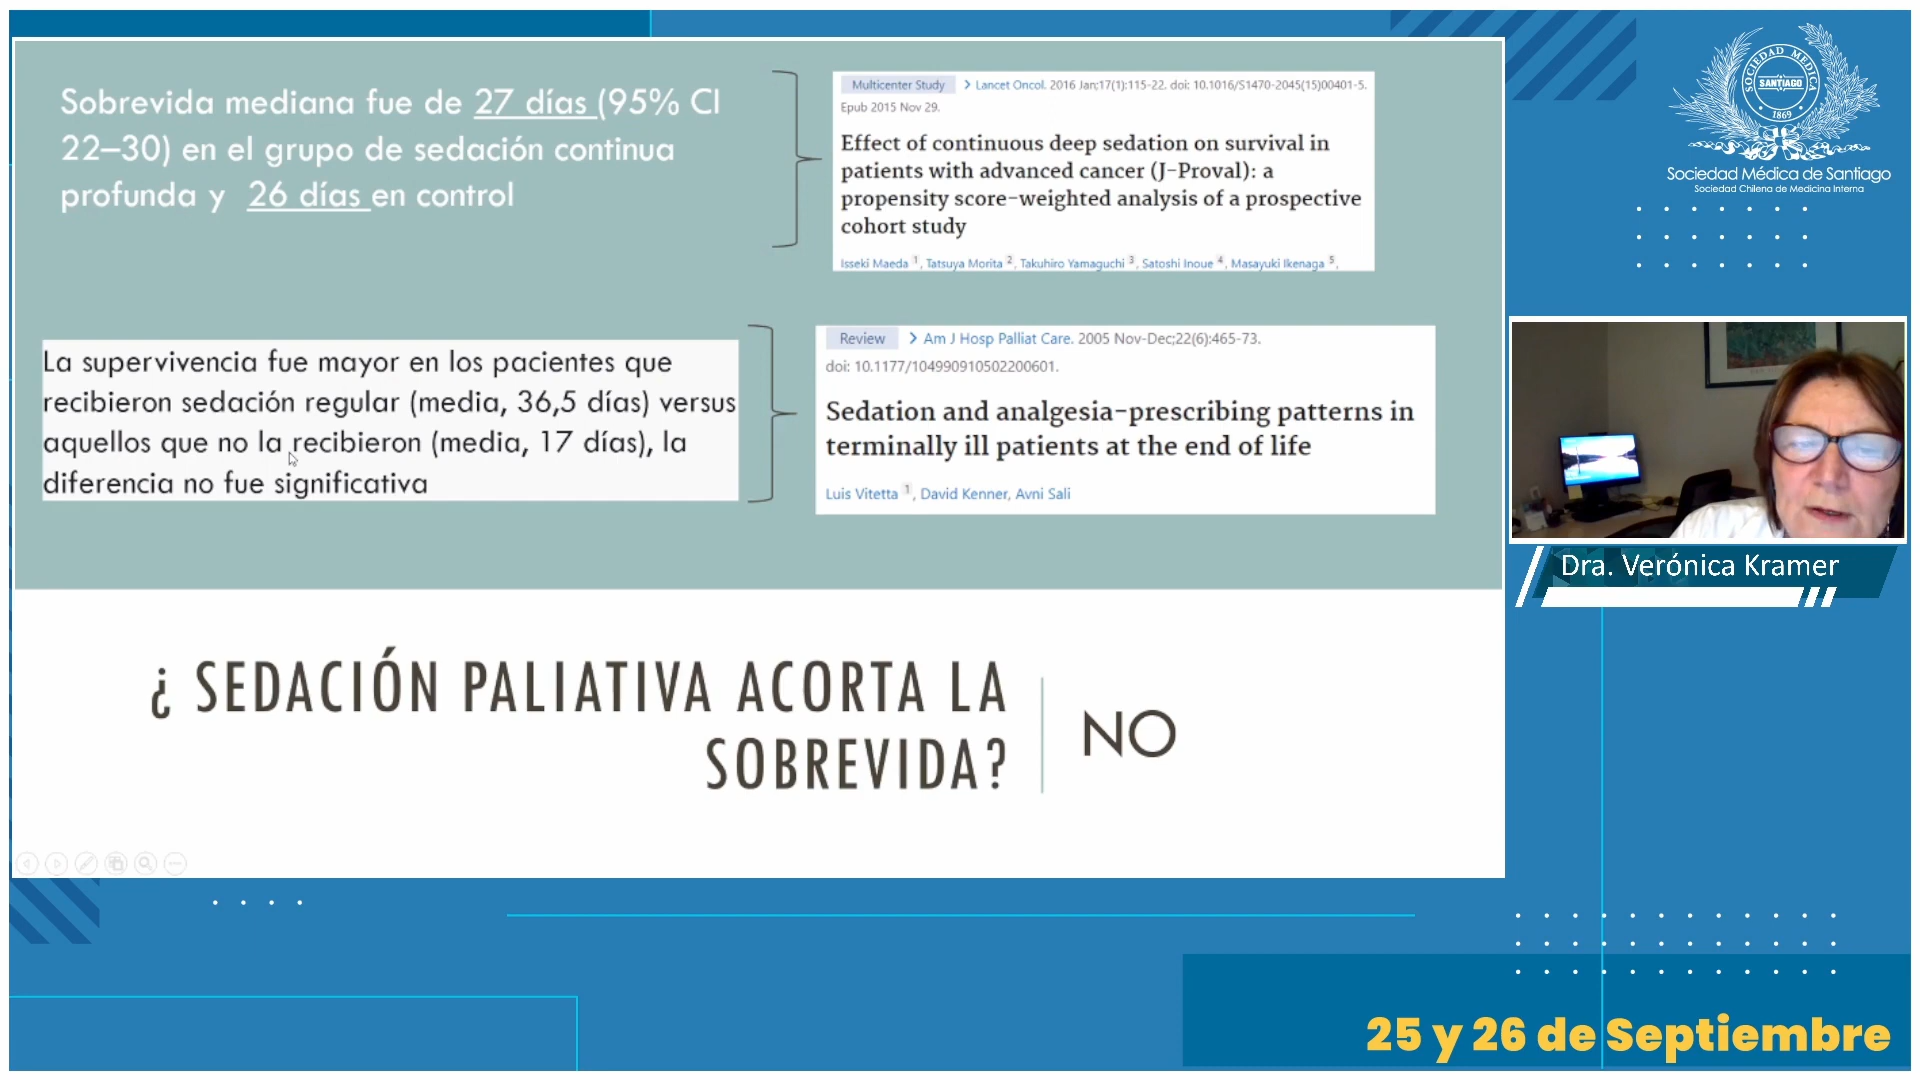 Sobrevida mediana fue de 27 días (95% CI
22–30) en el grupo de sedación continua
profunda y 26 días en control
Multicenter Study > Lancet Oncol. 2016 Jan;17(1):115-22. doi: 10.1016/S1470-2045(15)00401-5.
Epub 2015 Nov 29.
Effect of continuous deep sedation on survival in
patients with advanced cancer (J-Proval): a
propensity score-weighted analysis of a prospective
cohort study
Isseki Maeda 1, Tatsuya Morita 2, Takuhiro Yamaguchi 3, Satoshi Inoue 4, Masayuki Ikenaga 5,
La supervivencia fue mayor en los pacientes que
recibieron sedación regular (media, 36,5 días) versus
aquellos que no la recibieron (media, 17 días), la
diferencia no fue significativa
Review > Am J Hosp Palliat Care. 2005 Nov-Dec;22(6):465-73.
doi: 10.1177/104990910502200601.
Sedation and analgesia-prescribing patterns in
terminally ill patients at the end of life
Luis Vitetta 1, David Kenner, Avni Sali
¿ SEDACIÓN PALIATIVA ACORTA LA
SOBREVIDA?
NO
SOCIEDAD MEDICA
SANTIAGO
1869
Sociedad Médica de Santiago
Sociedad Chilena de Medicina Interna
Dra. Verónica Kramer
25 y 26 de Septiembre